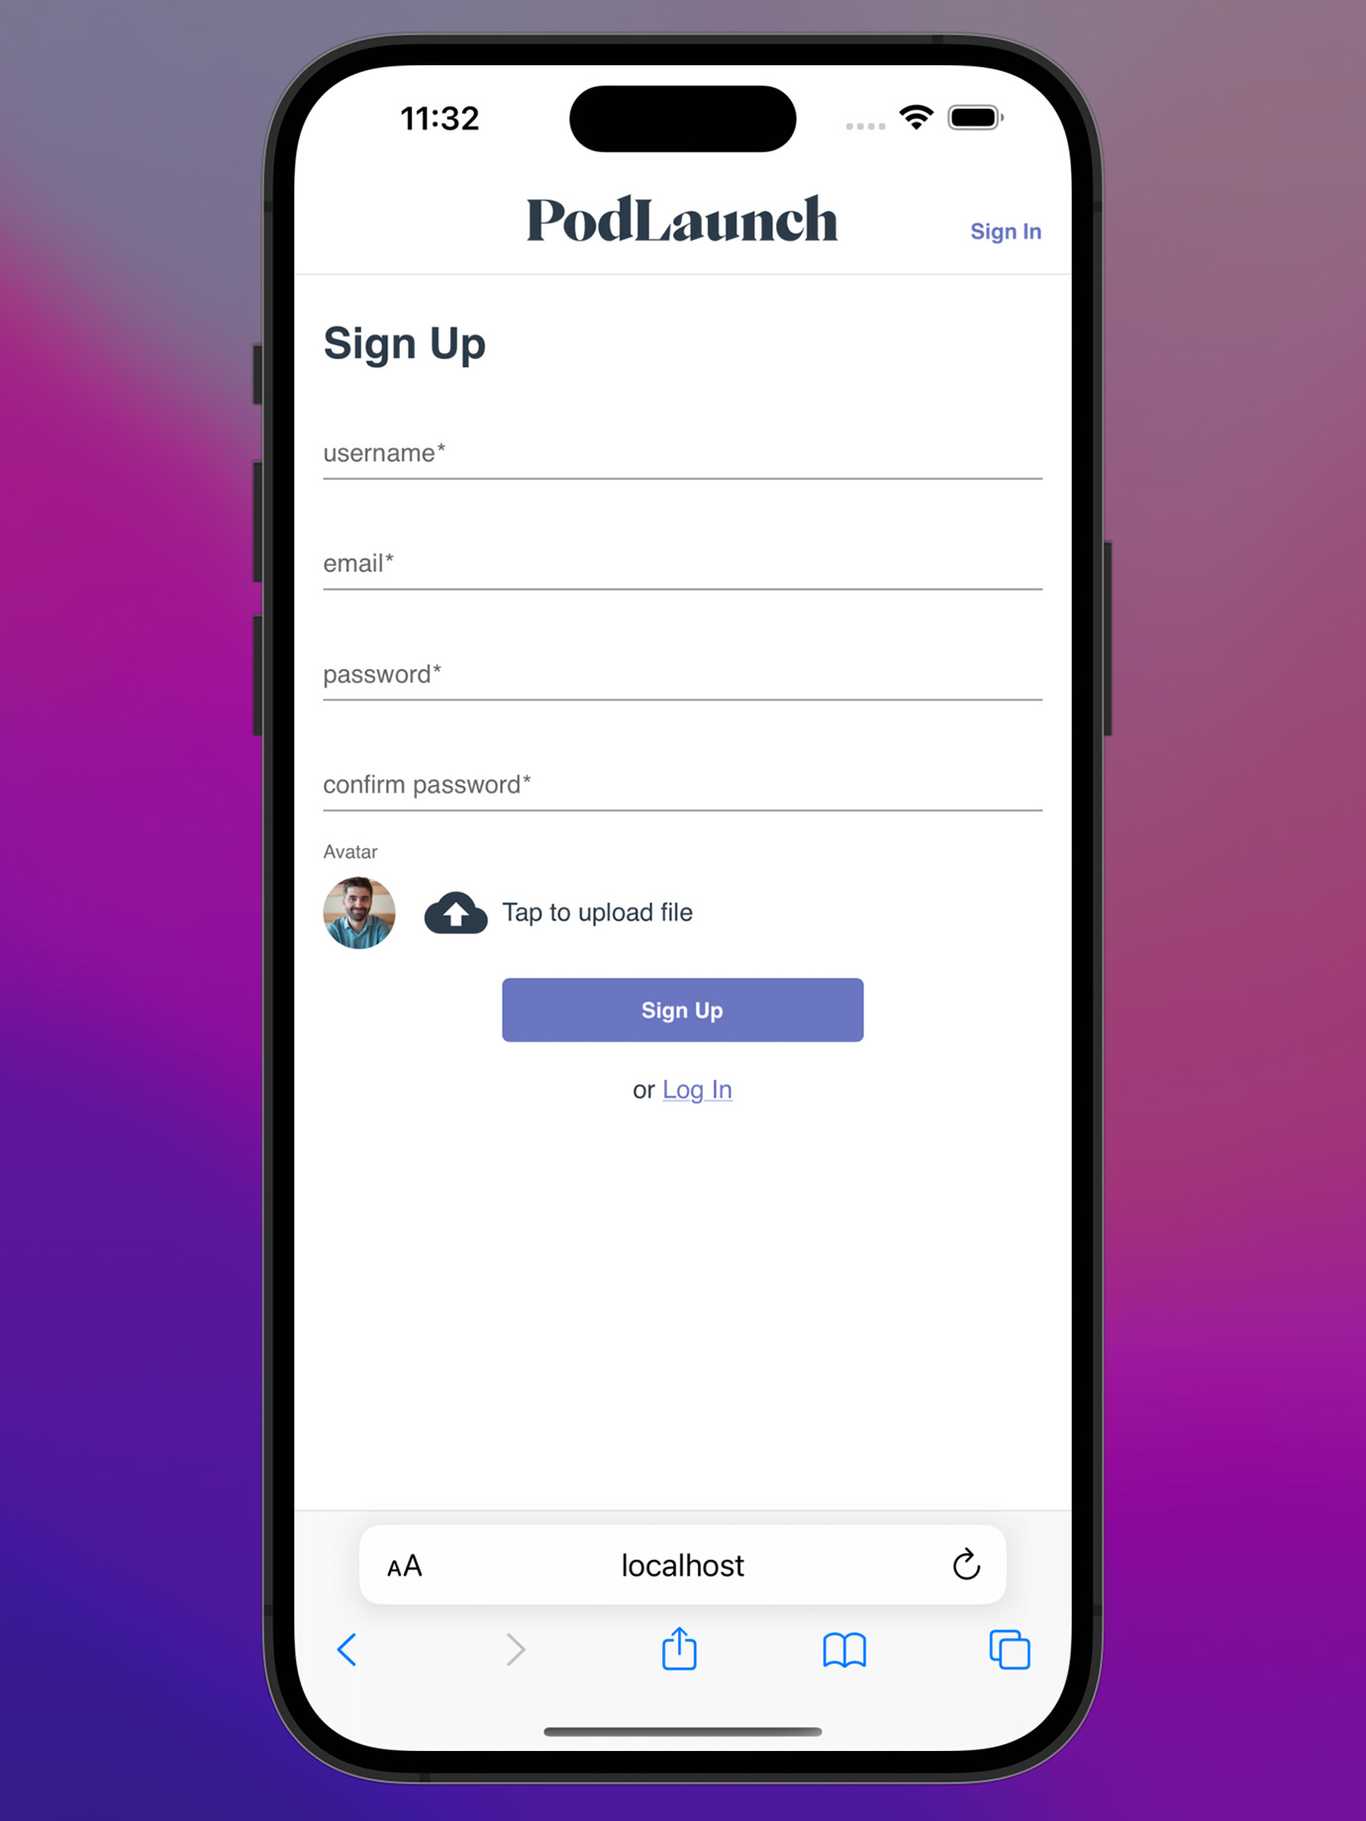 11:32
PodLaunch
Sign In
Sign Up
username*
email*
password*
confirm password*
Avatar
Tap to upload file
Sign Up
or Log In
AA
localhost